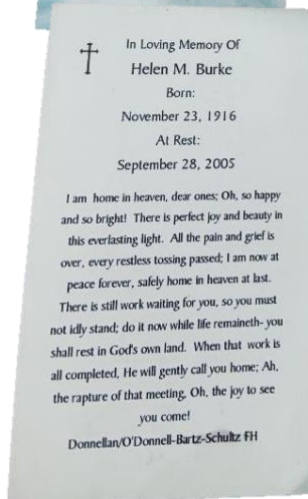 In Loving Memory Of
Helen M. Burke
Born:
November 23, 1916
At Rest:
September 28, 2005
I am home in heaven, dear ones; Oh, so happy
and so bright! There is perfect joy and beauty in
this everlasting light. All the pain and grief is
over, every restless tossing passed; I am now at
peace forever, safely home in heaven at last.
There is still work waiting for you, so you must
not idly stand; do it now while life remaineth- you
shall rest in God's own land. When that work is
all completed, He will gently call you home; Ah,
the rapture of that meeting, Oh, the joy to see
you come!
Donnellan/O'Donnell-Bartz-Schultz FH